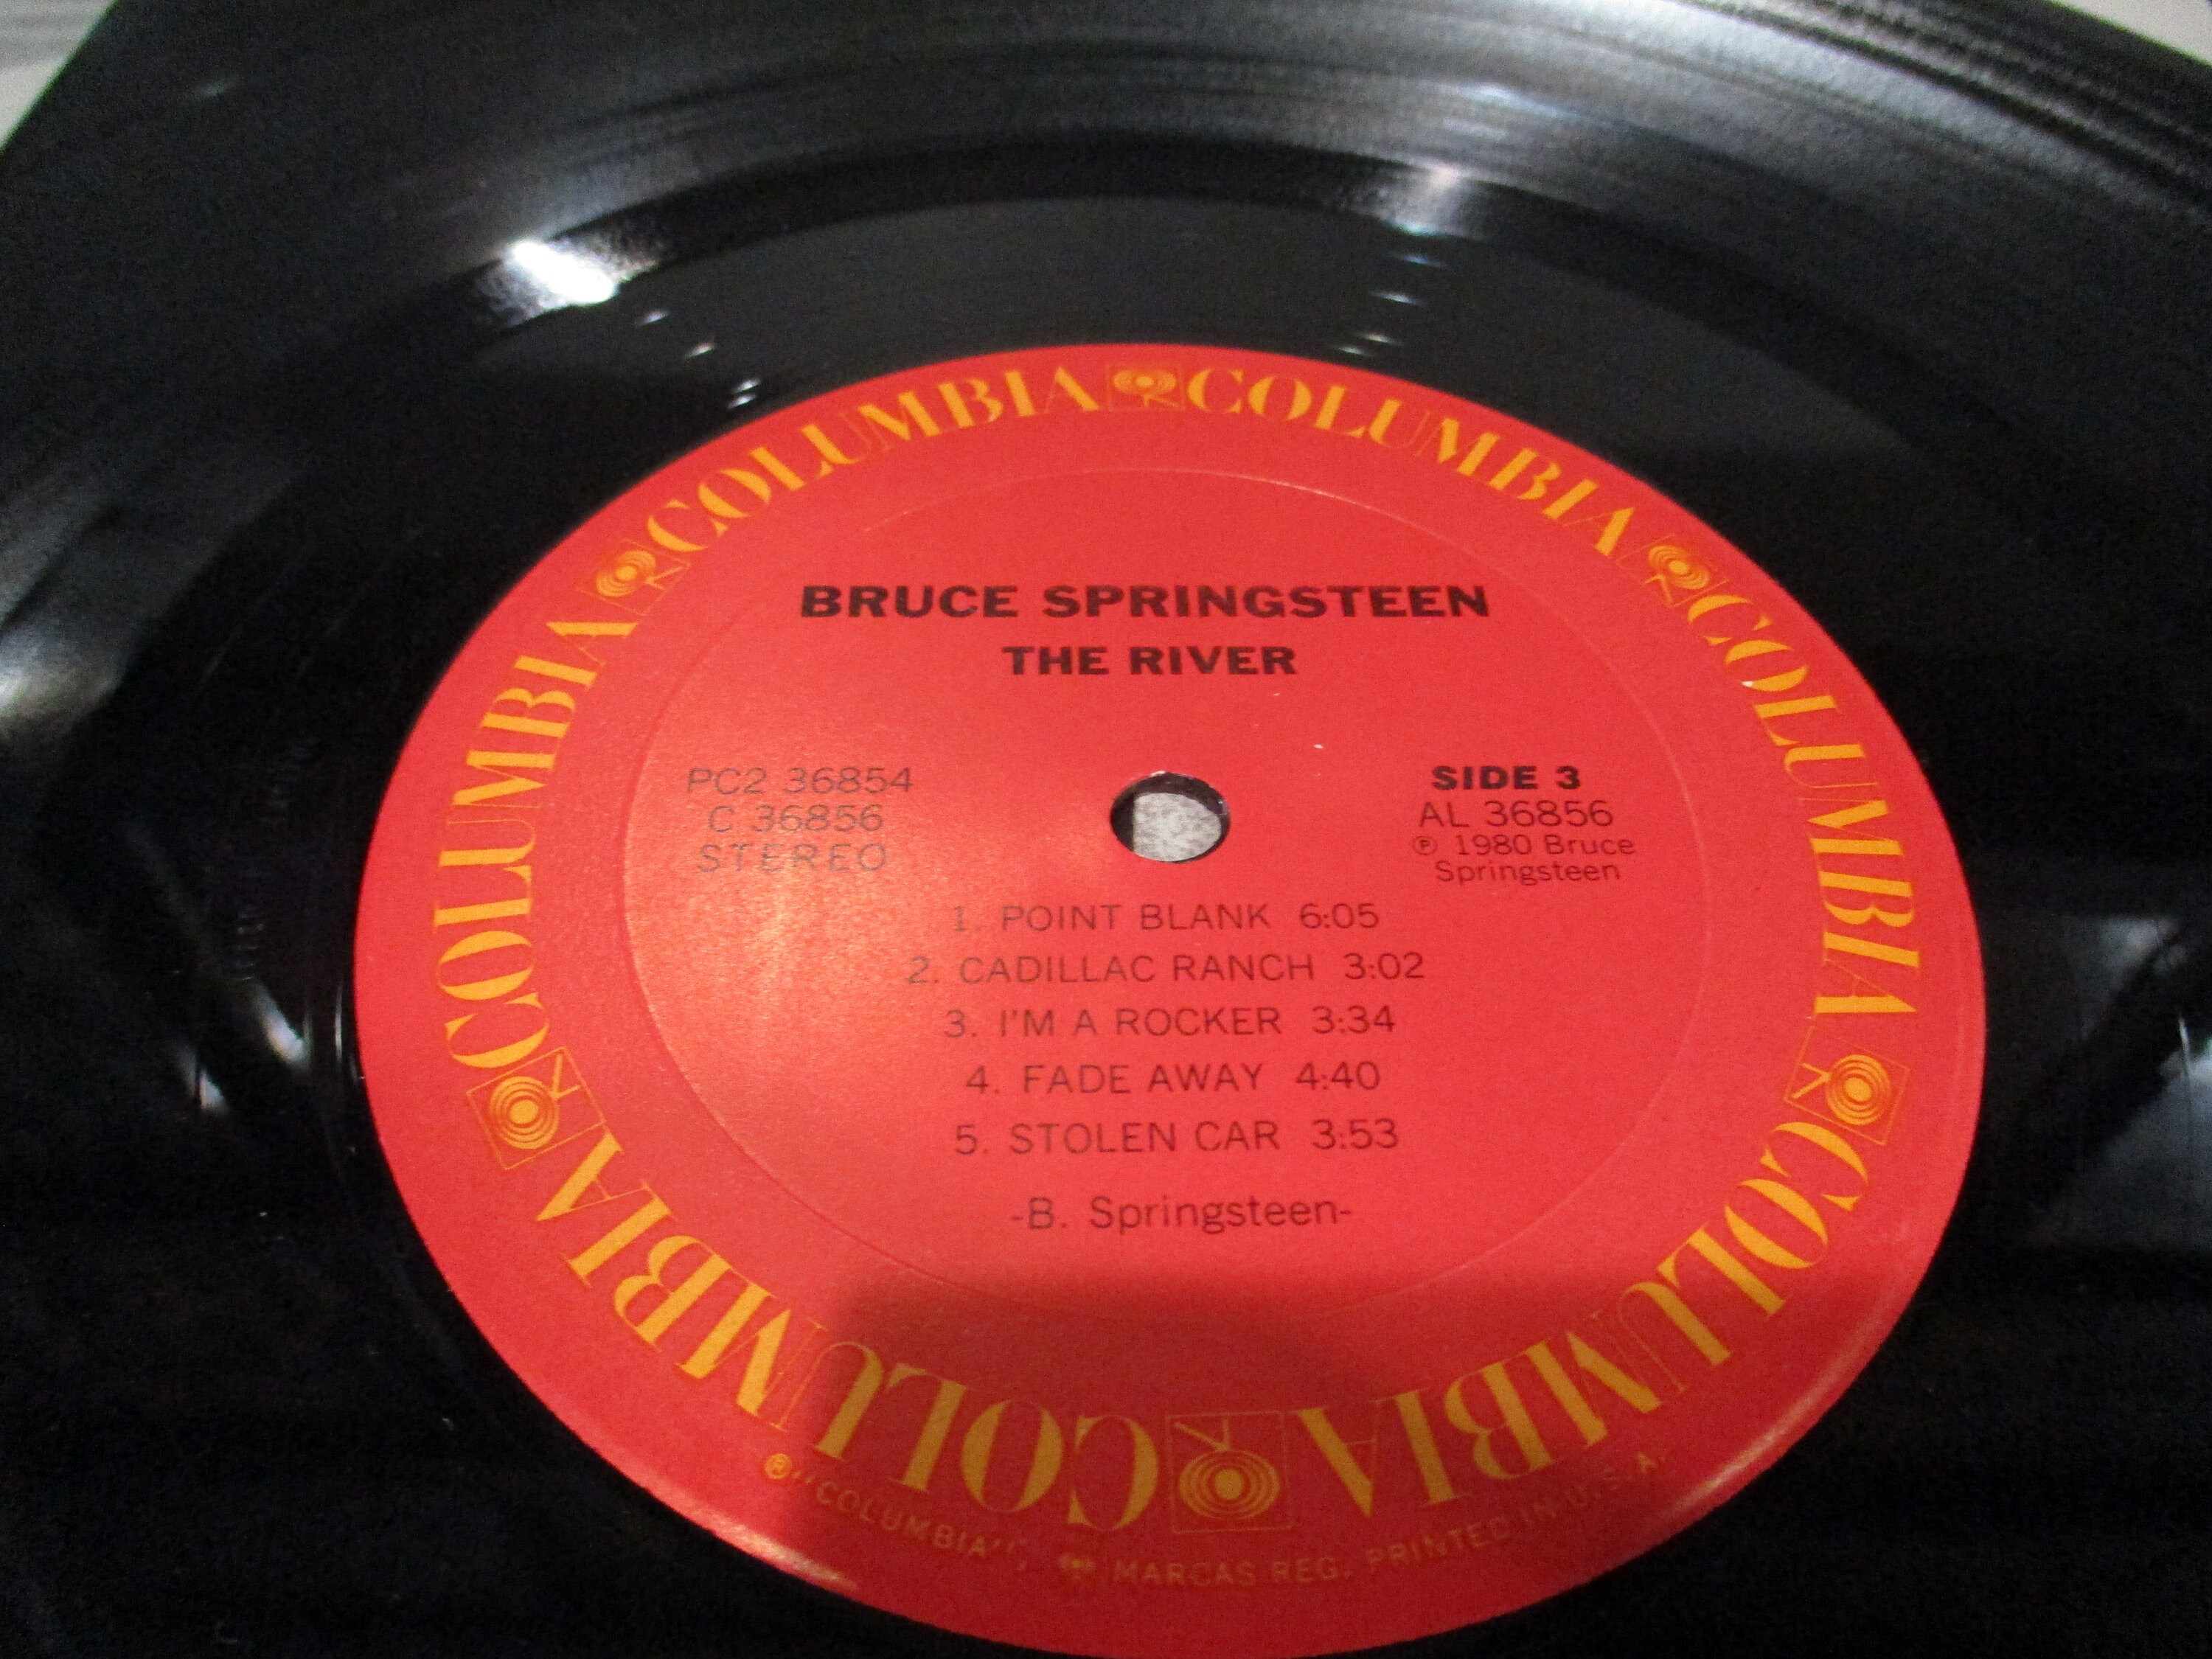 COLUMBIA COLUMBIA COLUMBIA COLUMBIA COLUMBIA COLUMBIA
BRUCE SPRINGSTEEN
THE RIVER
PC2 36854
C 36856
STEREO
SIDE 3
AL 36856
℗ 1980 Bruce
Springsteen
1. POINT BLANK 6:05
2. CADILLAC RANCH 3:02
3. I'M A ROCKER 3:34
4. FADE AWAY 4:40
5. STOLEN CAR 3:53
-B. Springsteen-
® "COLUMBIA", MARCAS REG. PRINTED IN U.S.A.